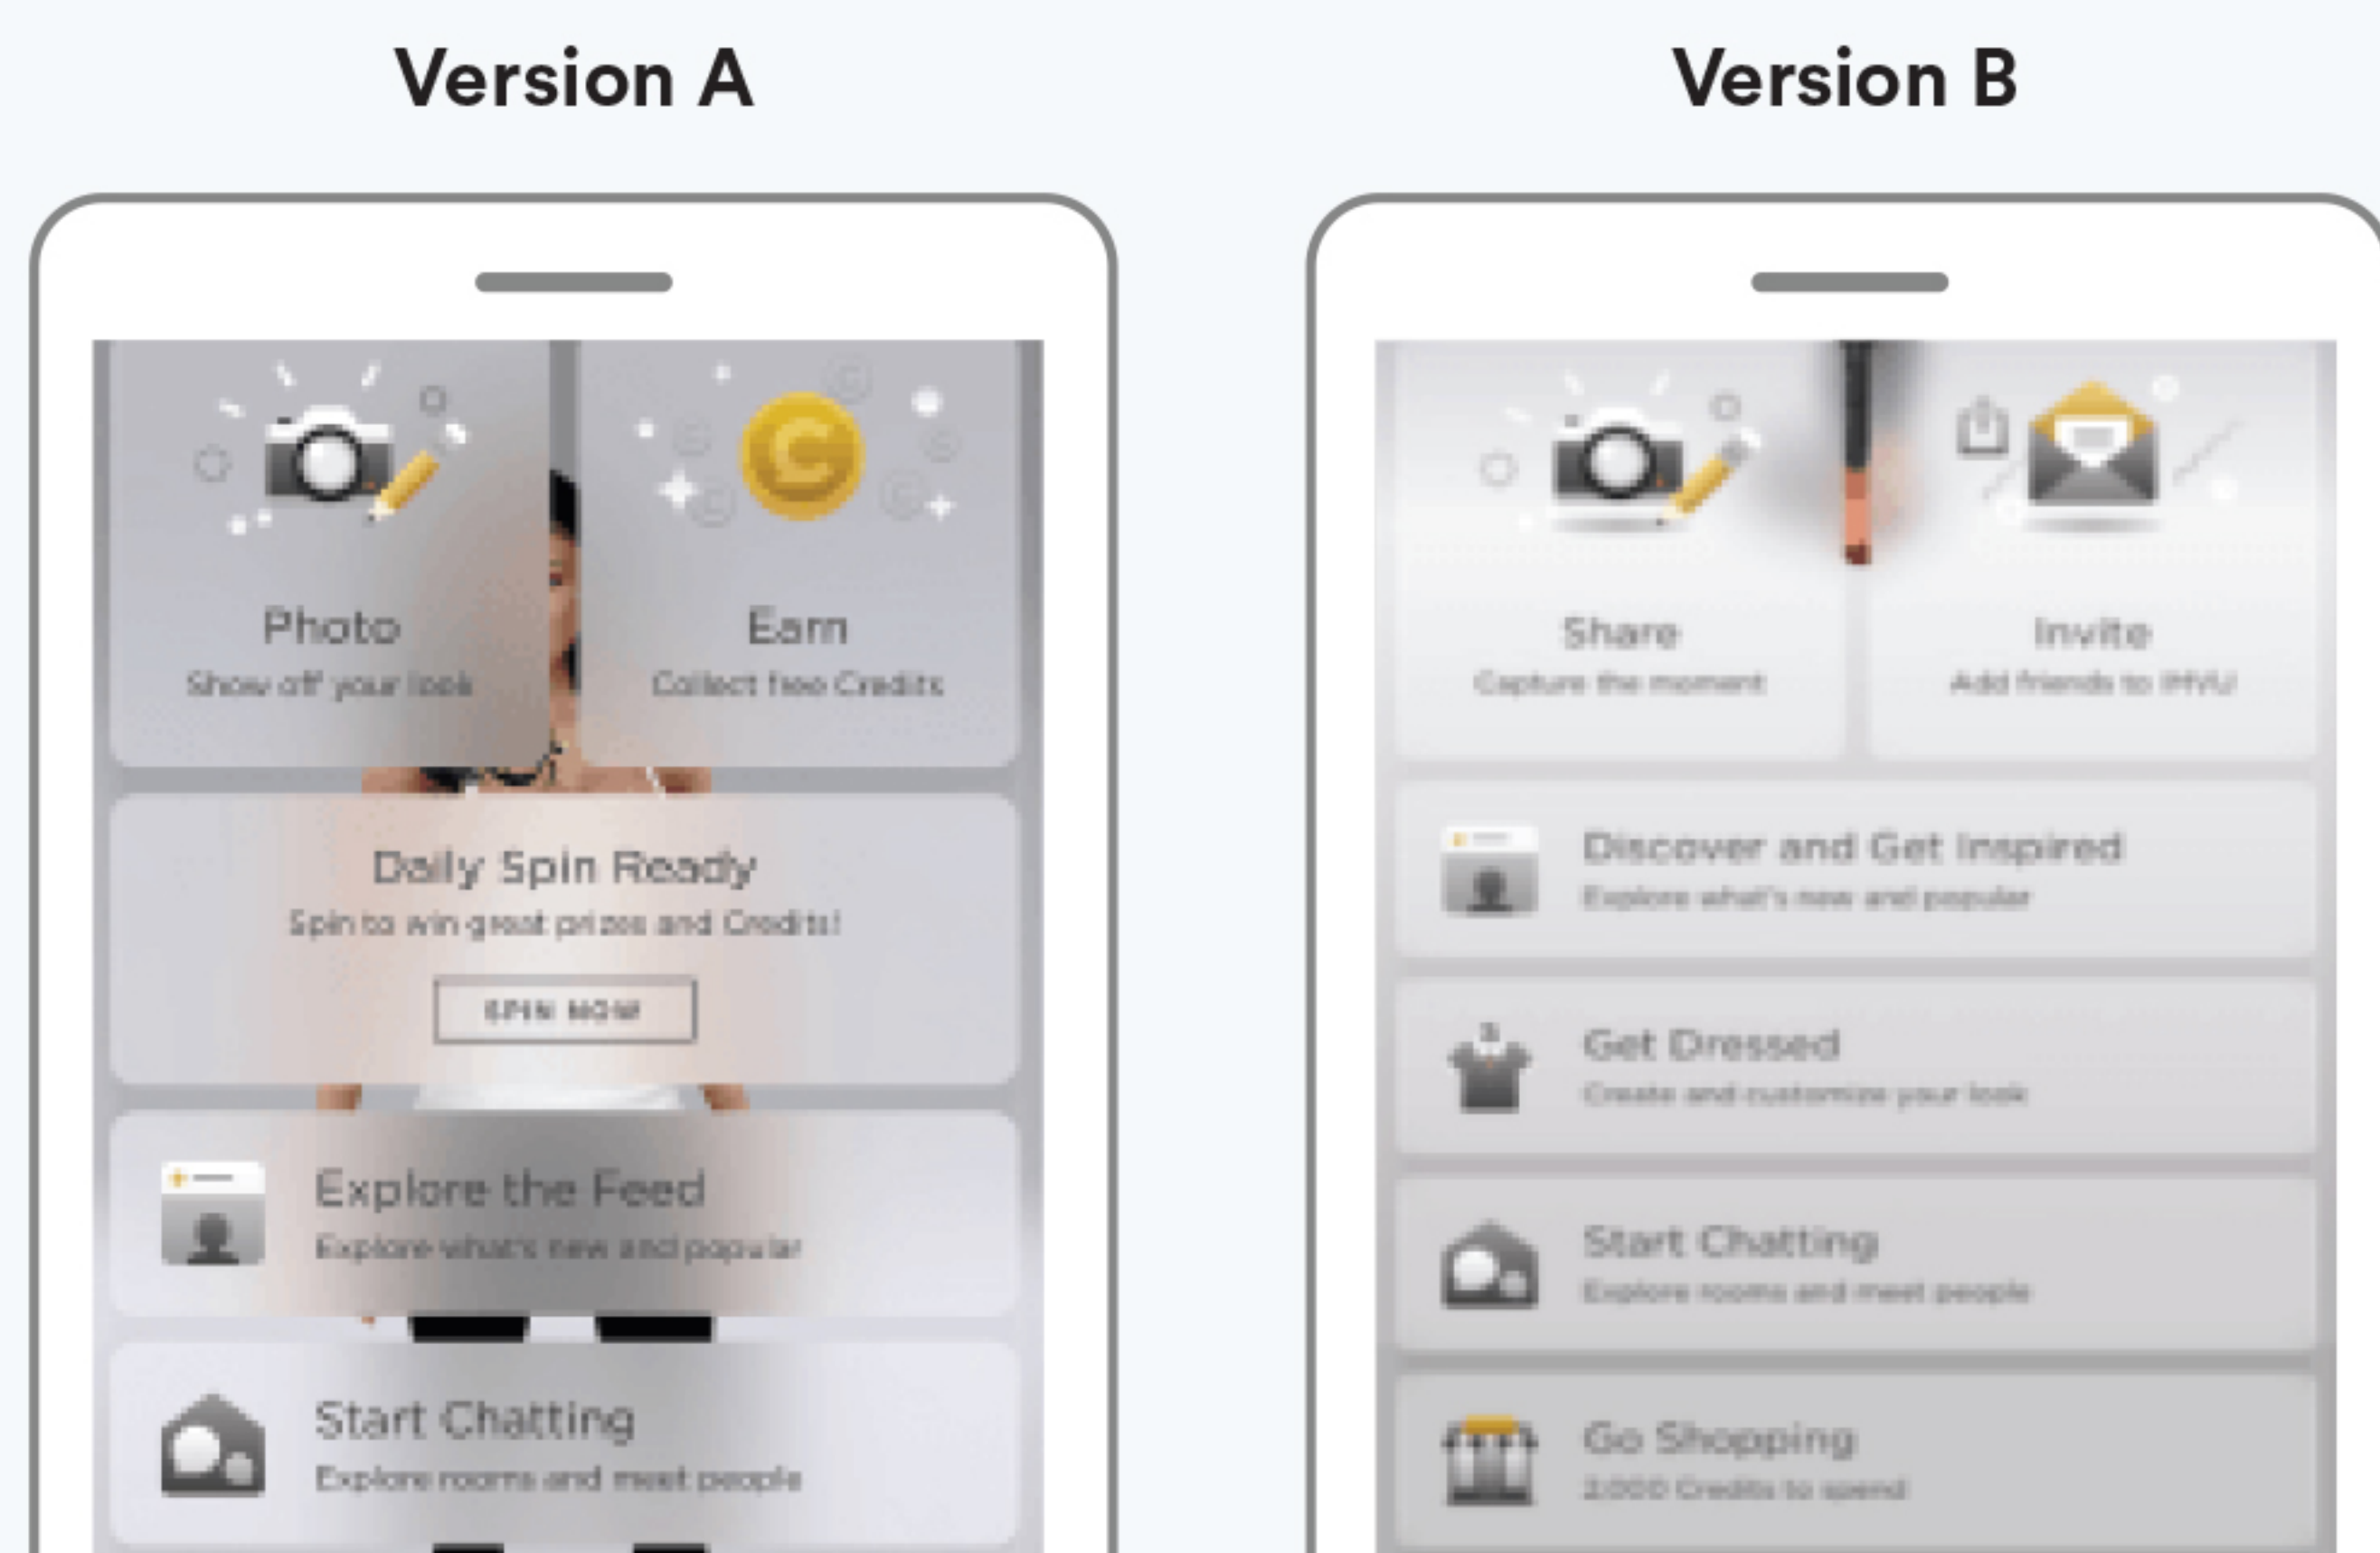 Version A
Photo
Show off your look
Earn
Collect free Credits
Daily Spin Ready
Spin to win great prizes and Credits!
SPIN NOW
Explore the Feed
Explore what's new and popular
Start Chatting
Explore rooms and meet people
Version B
Share
Capture the moment
Invite
Add friends to IMVU
Discover and Get Inspired
Explore what's new and popular
Get Dressed
Create and customize your look
Start Chatting
Explore rooms and meet people
Go Shopping
2,000 Credits to spend